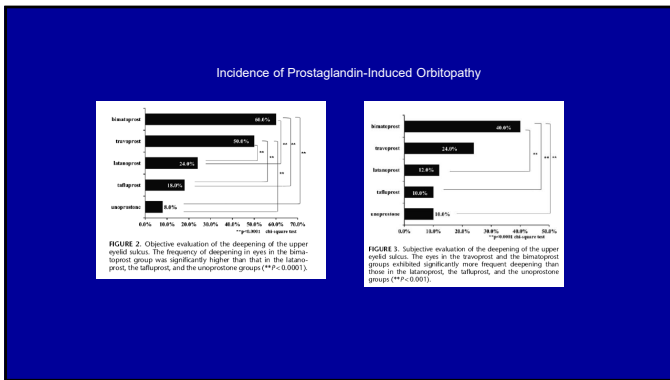 Incidence of Prostaglandin-Induced Orbitopathy
bimatoprost
60.0%
travoprost
50.0%
**
**
**
latanoprost
24.0%
**
**
tafluprost
18.0%
**
unoprostone
8.0%
0.0% 10.0% 20.0% 30.0% 40.0% 50.0% 60.0% 70.0% 80.0%
**p<0.0001 chi-square test
FIGURE 2. Objective evaluation of the deepening of the upper
eyelid sulcus. The frequency of deepening in eyes in the bima-
toprost group was significantly higher than that in the latano-
prost, the tafluprost, and the unoprostone groups (**P<0.0001).
bimatoprost
40.0%
travoprost
24.0%
latanoprost
12.0%
** ** **
tafluprost
10.0%
unoprostone
10.0%
0.0% 10.0% 20.0% 30.0% 40.0% 50.0%
**p<0.0001 chi-square test
FIGURE 3. Subjective evaluation of the deepening of the upper
eyelid sulcus. The eyes in the travoprost and the bimatoprost
groups exhibited significantly more frequent deepening than
those in the latanoprost, the tafluprost, and the unoprostone
groups (**P<0.001).